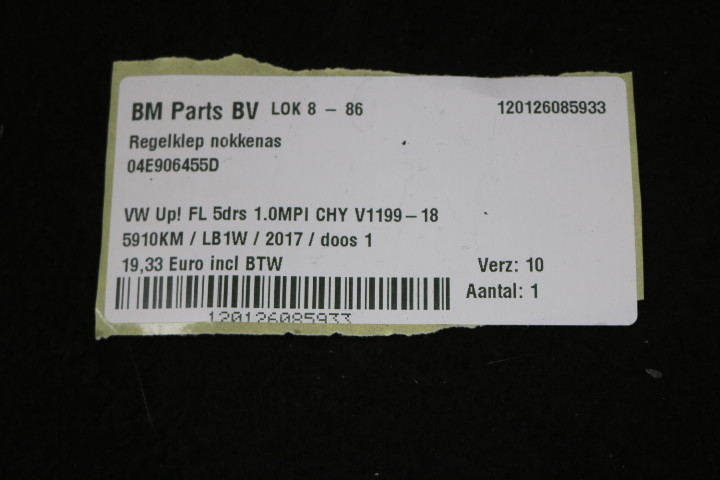 BM Parts BV LOK 8 - 86 120126085933
Regelklep nokkenas
04E906455D
VW Up! FL 5drs 1.0MPI CHY V1199-18
5910KM / LB1W / 2017 / doos 1
19,33 Euro incl BTW Verz: 10
Aantal: 1
120126085933